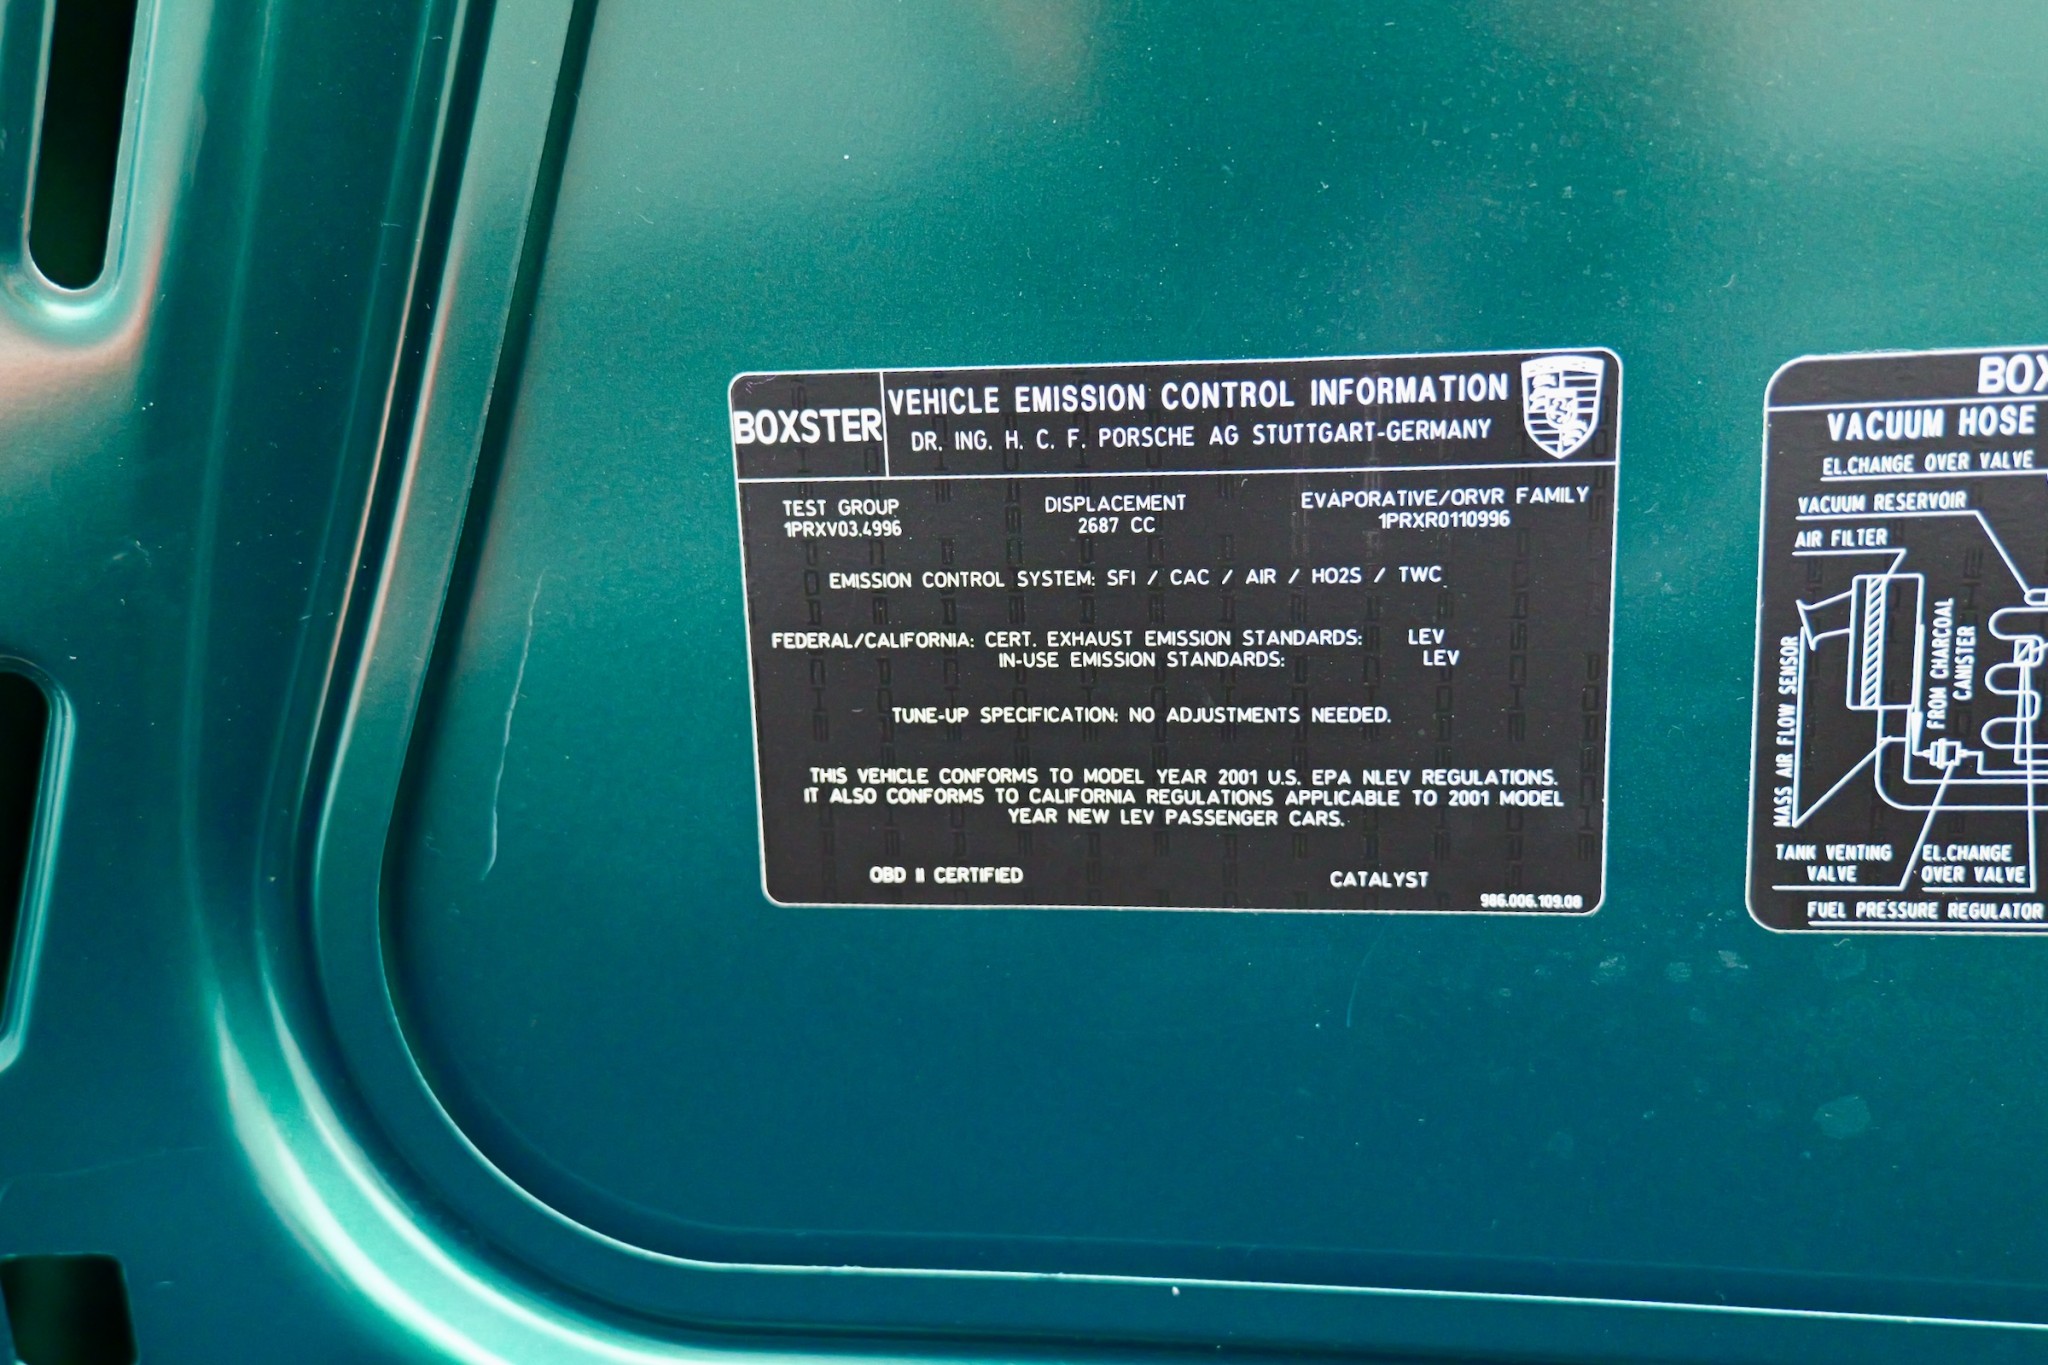 BOXSTER
VEHICLE EMISSION CONTROL INFORMATION
DR. ING. H. C. F. PORSCHE AG STUTTGART-GERMANY
TEST GROUP
1PRXV03.4996
DISPLACEMENT
2687 CC
EVAPORATIVE/ORVR FAMILY
1PRXR0110996
EMISSION CONTROL SYSTEM: SFI / CAC / AIR / HO2S / TWC
FEDERAL/CALIFORNIA: CERT. EXHAUST EMISSION STANDARDS: LEV
IN-USE EMISSION STANDARDS: LEV
TUNE-UP SPECIFICATION: NO ADJUSTMENTS NEEDED.
THIS VEHICLE CONFORMS TO MODEL YEAR 2001 U.S. EPA NLEV REGULATIONS.
IT ALSO CONFORMS TO CALIFORNIA REGULATIONS APPLICABLE TO 2001 MODEL
YEAR NEW LEV PASSENGER CARS.
OBD II CERTIFIED
CATALYST
986.006.109.08
VACUUM HOSE
EL.CHANGE OVER VALVE
VACUUM RESERVOIR
AIR FILTER
MASS AIR FLOW SENSOR
FROM CHARCOAL
CANISTER
TANK VENTING
VALVE
EL.CHANGE
OVER VALVE
FUEL PRESSURE REGULATOR